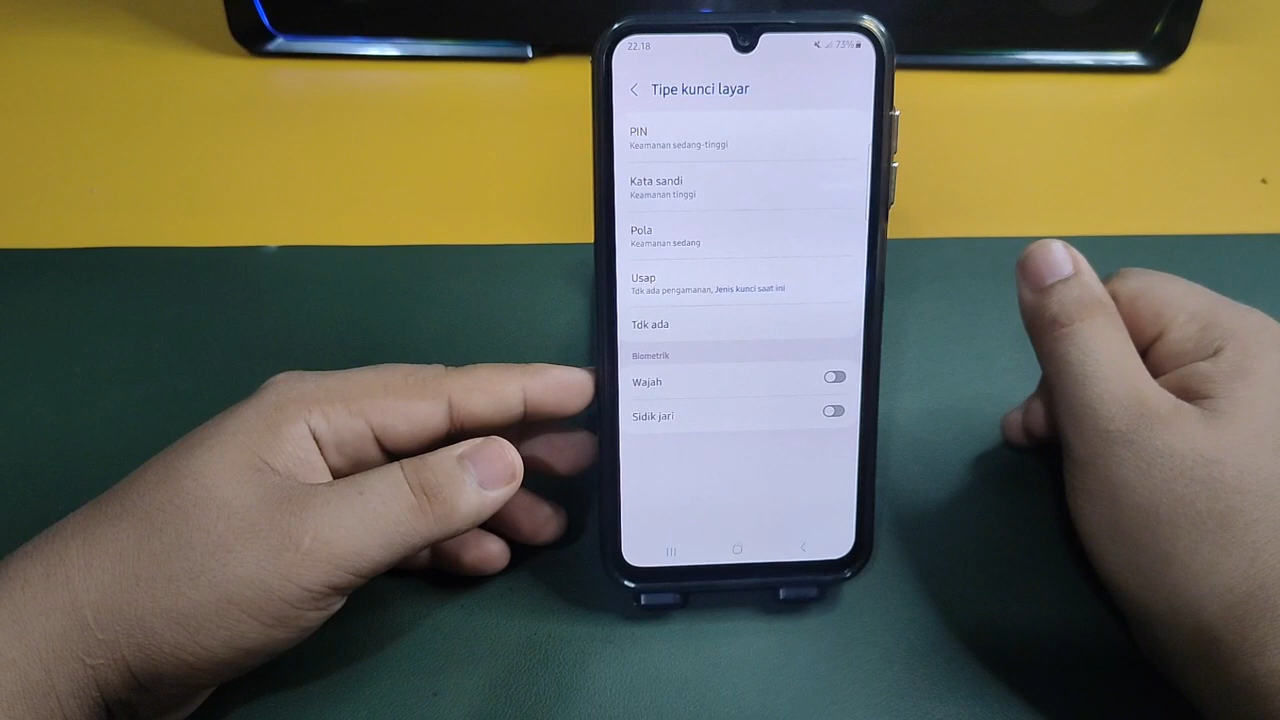 22.18
73%
Tipe kunci layar
PIN
Keamanan sedang-tinggi
Kata sandi
Keamanan tinggi
Pola
Keamanan sedang
Usap
Tdk ada pengamanan, Jenis kunci saat ini
Tdk ada
Biometrik
Wajah
Sidik jari